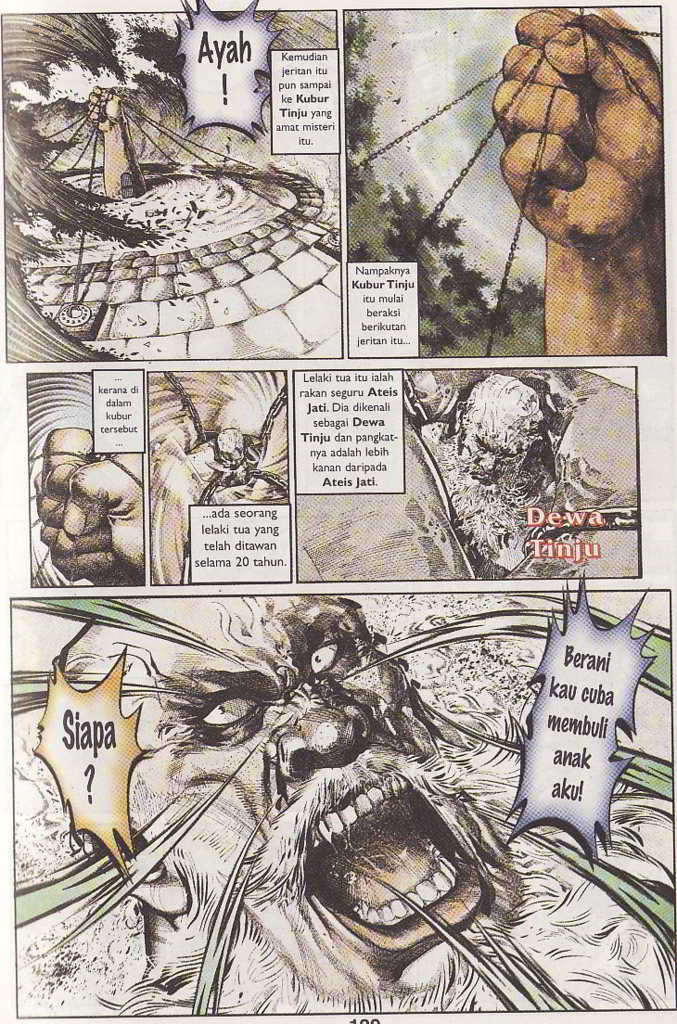 Ayah
!
Kemudian
jeritan itu
pun sampai
ke Kubur
Tinju yang
amat misteri
itu.
Nampaknya
Kubur Tinju
itu mulai
beraksi
berikutan
jeritan itu...
...
kerana di
dalam
kubur
tersebut
...
...ada seorang
lelaki tua yang
telah ditawan
selama 20 tahun.
Lelaki tua itu ialah
rakan seguru Ateis
Jati. Dia dikenali
sebagai Dewa
Tinju dan pangkat-
nya adalah lebih
kanan daripada
Ateis Jati.
Dewa
Tinju
Siapa
?
Berani
kau cuba
membuli
anak
aku!